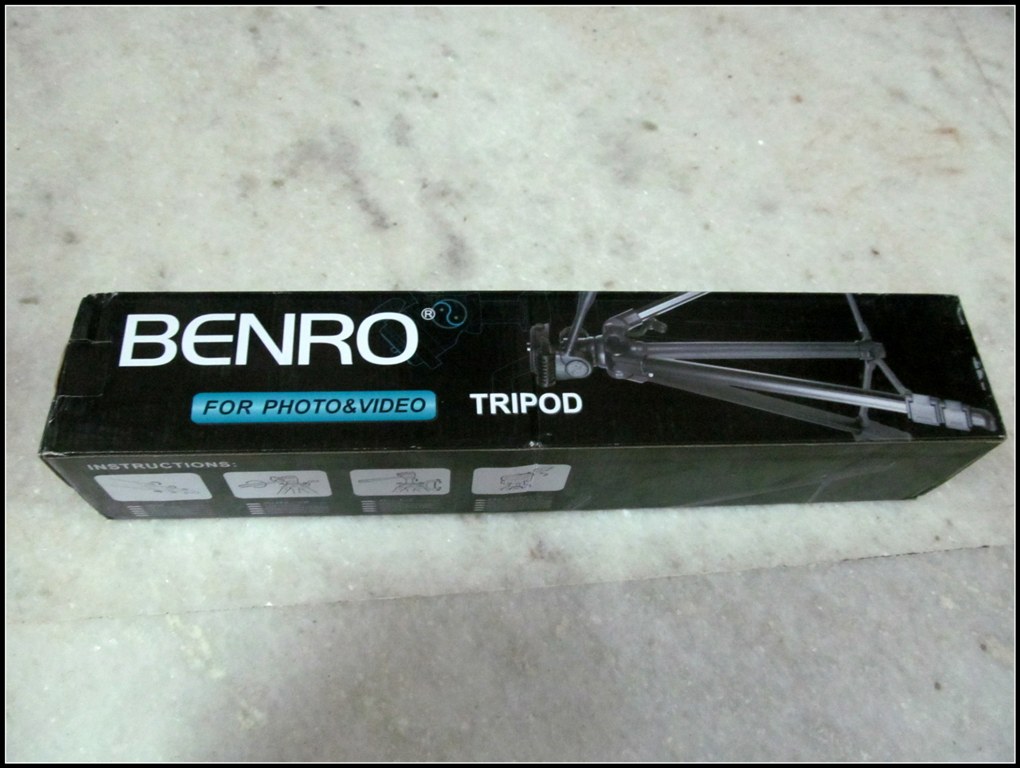 BENRO®
FOR PHOTO&VIDEO
TRIPOD
INSTRUCTIONS: